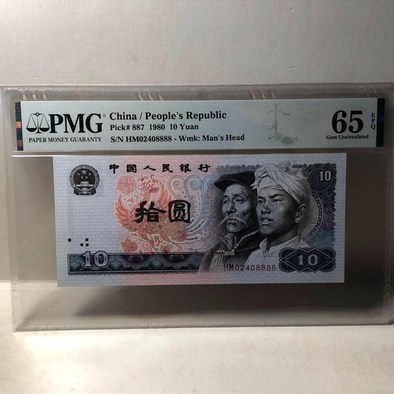 PMG
PAPER MONEY GUARANTY
China / People's Republic
Pick# 887 1980 10 Yuan
S/N HM02408888 - Wmk: Man's Head
65 EPQ
Gem Uncirculated
中国人民银行
10
拾圆
10
HM02408888
10